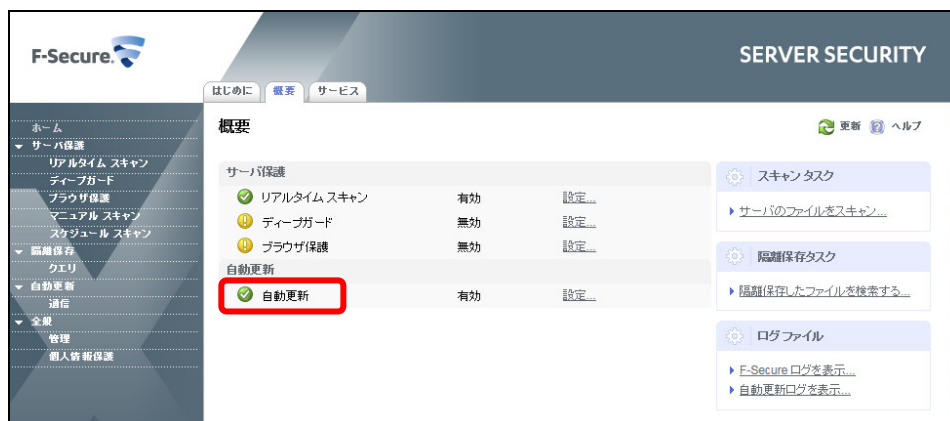 F-Secure.
SERVER SECURITY
はじめに 概要 サービス
概要
更新 ヘルプ
ホーム
サーバ保護
リアルタイム スキャン
ディープガード
ブラウザ保護
マニュアル スキャン
スケジュール スキャン
隔離保存
クエリ
自動更新
通信
全般
管理
個人情報保護
サーバ保護
リアルタイム スキャン 有効 設定...
ディープガード 無効 設定...
ブラウザ保護 無効 設定...
自動更新
自動更新 有効 設定...
スキャン タスク
サーバのファイルをスキャン...
隔離保存タスク
隔離保存したファイルを検索する...
ログ ファイル
F-Secure ログを表示...
自動更新ログを表示...